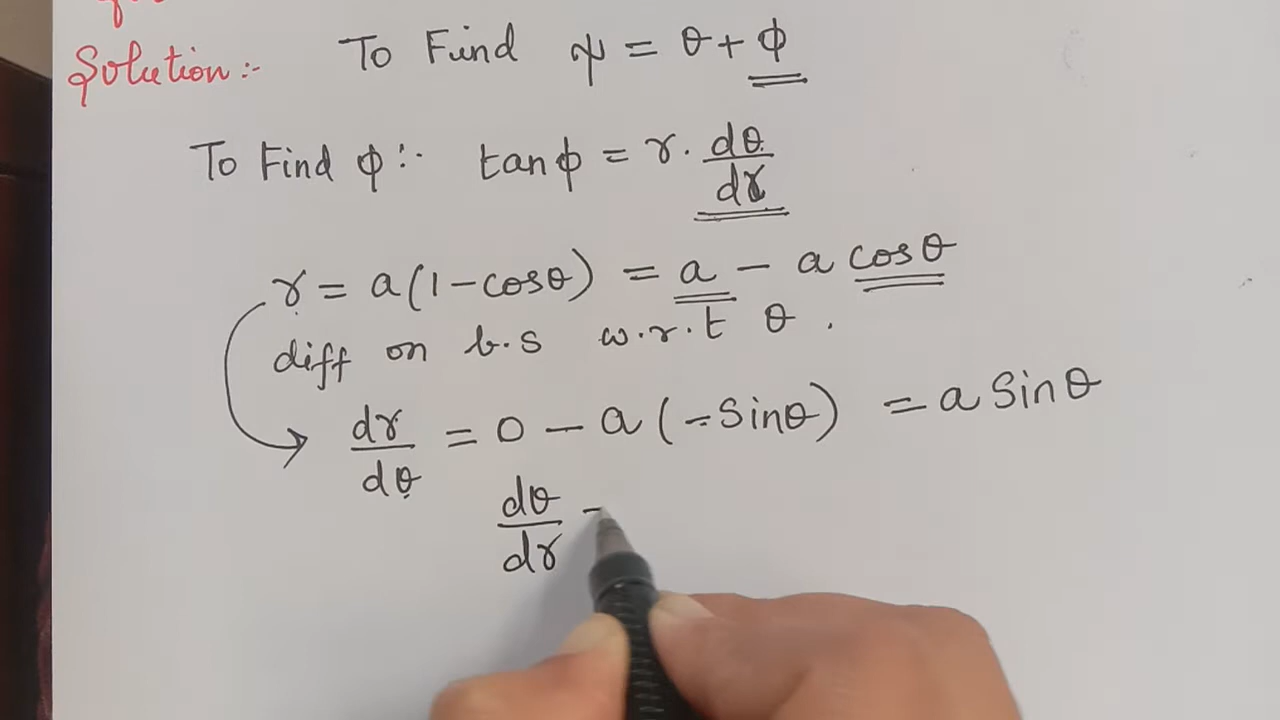 Solution :-
To Find ψ = θ + ϕ
To Find ϕ :- tanϕ = r. dθ/dr
r = a(1-cosθ) = a - a cosθ
diff on b.s w.r.t θ .
dr/dθ = 0 - a (-Sinθ) = a Sinθ
dθ/dr -